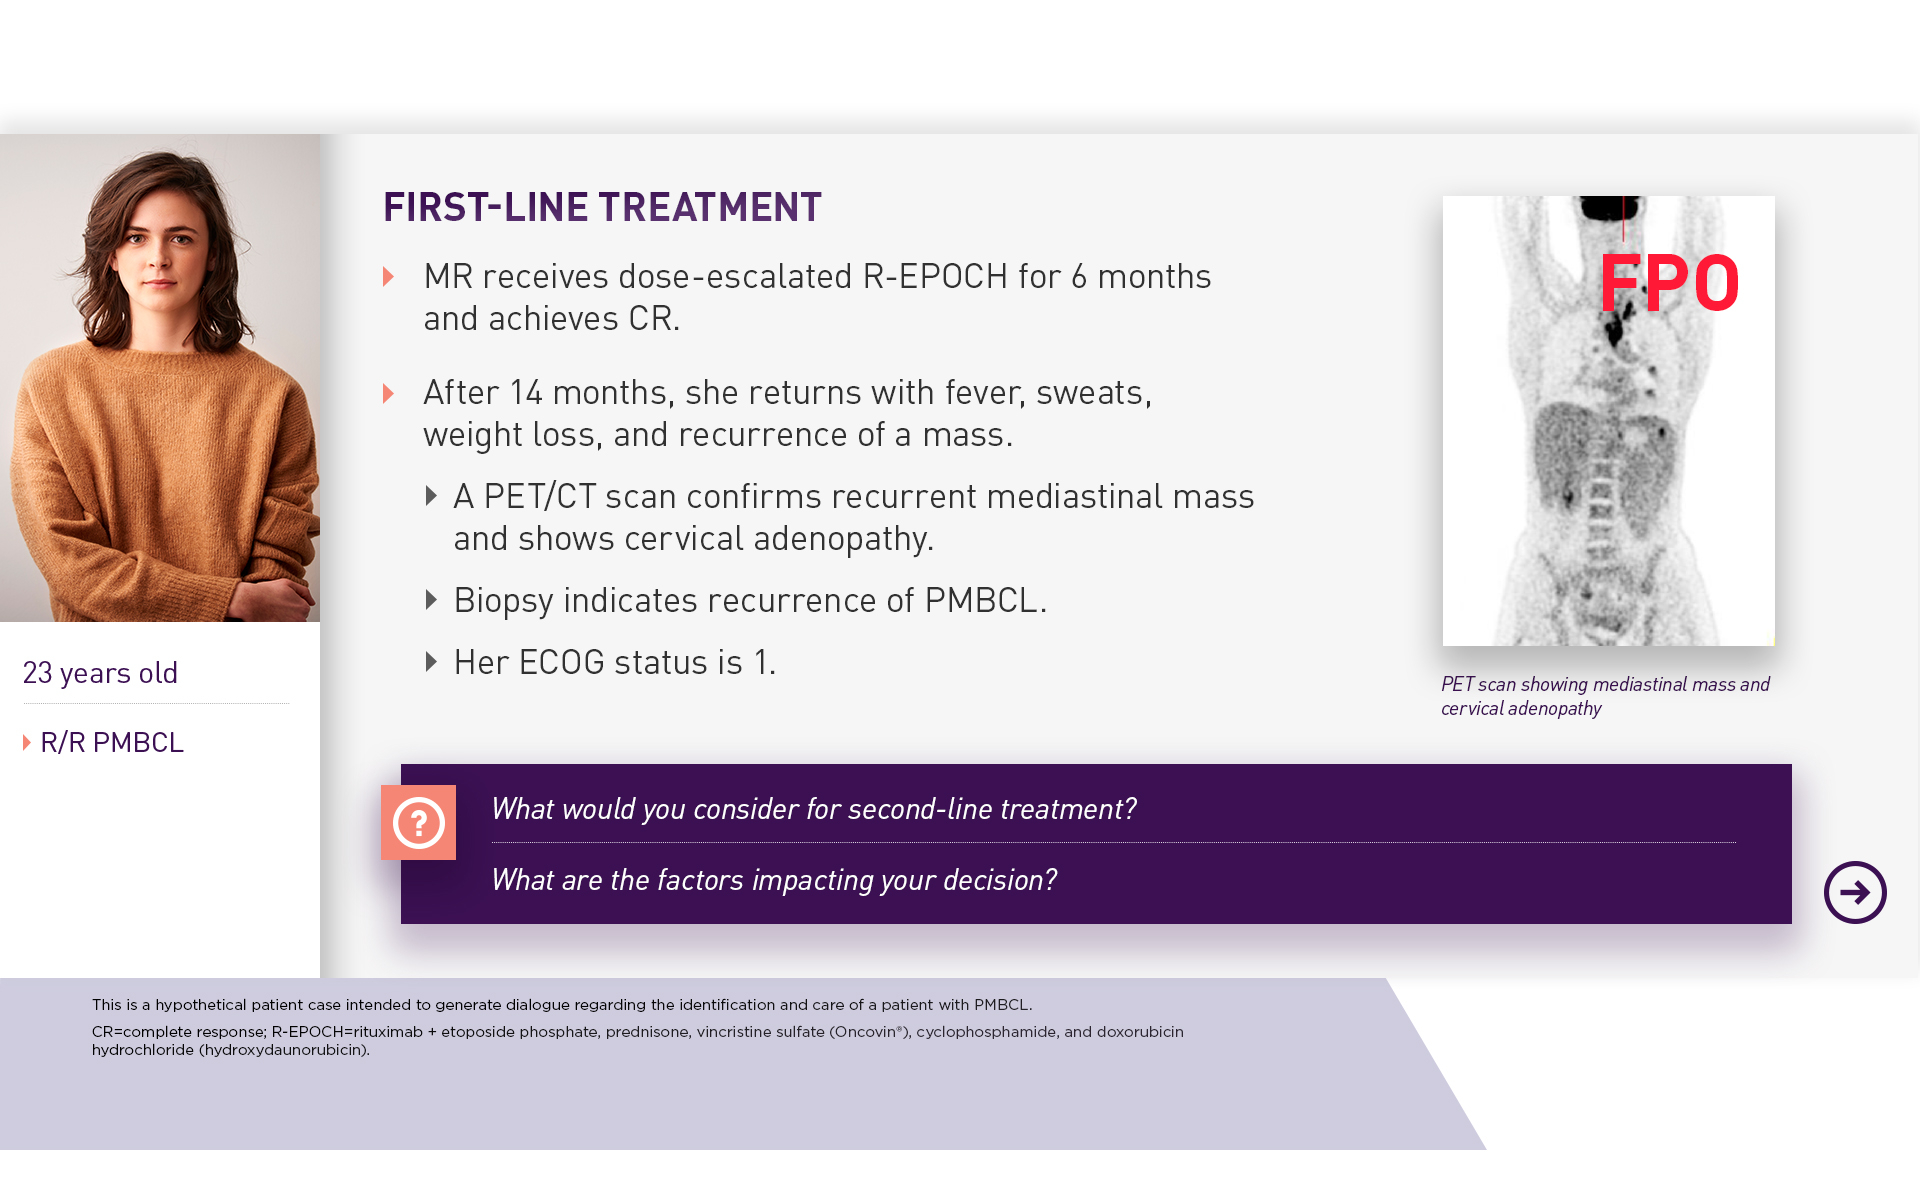 FIRST-LINE TREATMENT
MR receives dose-escalated R-EPOCH for 6 months
and achieves CR.
After 14 months, she returns with fever, sweats,
weight loss, and recurrence of a mass.
A PET/CT scan confirms recurrent mediastinal mass
and shows cervical adenopathy.
Biopsy indicates recurrence of PMBCL.
Her ECOG status is 1.
FPO
PET scan showing mediastinal mass and
cervical adenopathy
23 years old
R/R PMBCL
?
What would you consider for second-line treatment?
What are the factors impacting your decision?
This is a hypothetical patient case intended to generate dialogue regarding the identification and care of a patient with PMBCL.
CR=complete response; R-EPOCH=rituximab + etoposide phosphate, prednisone, vincristine sulfate (Oncovin®), cyclophosphamide, and doxorubicin
hydrochloride (hydroxydaunorubicin).